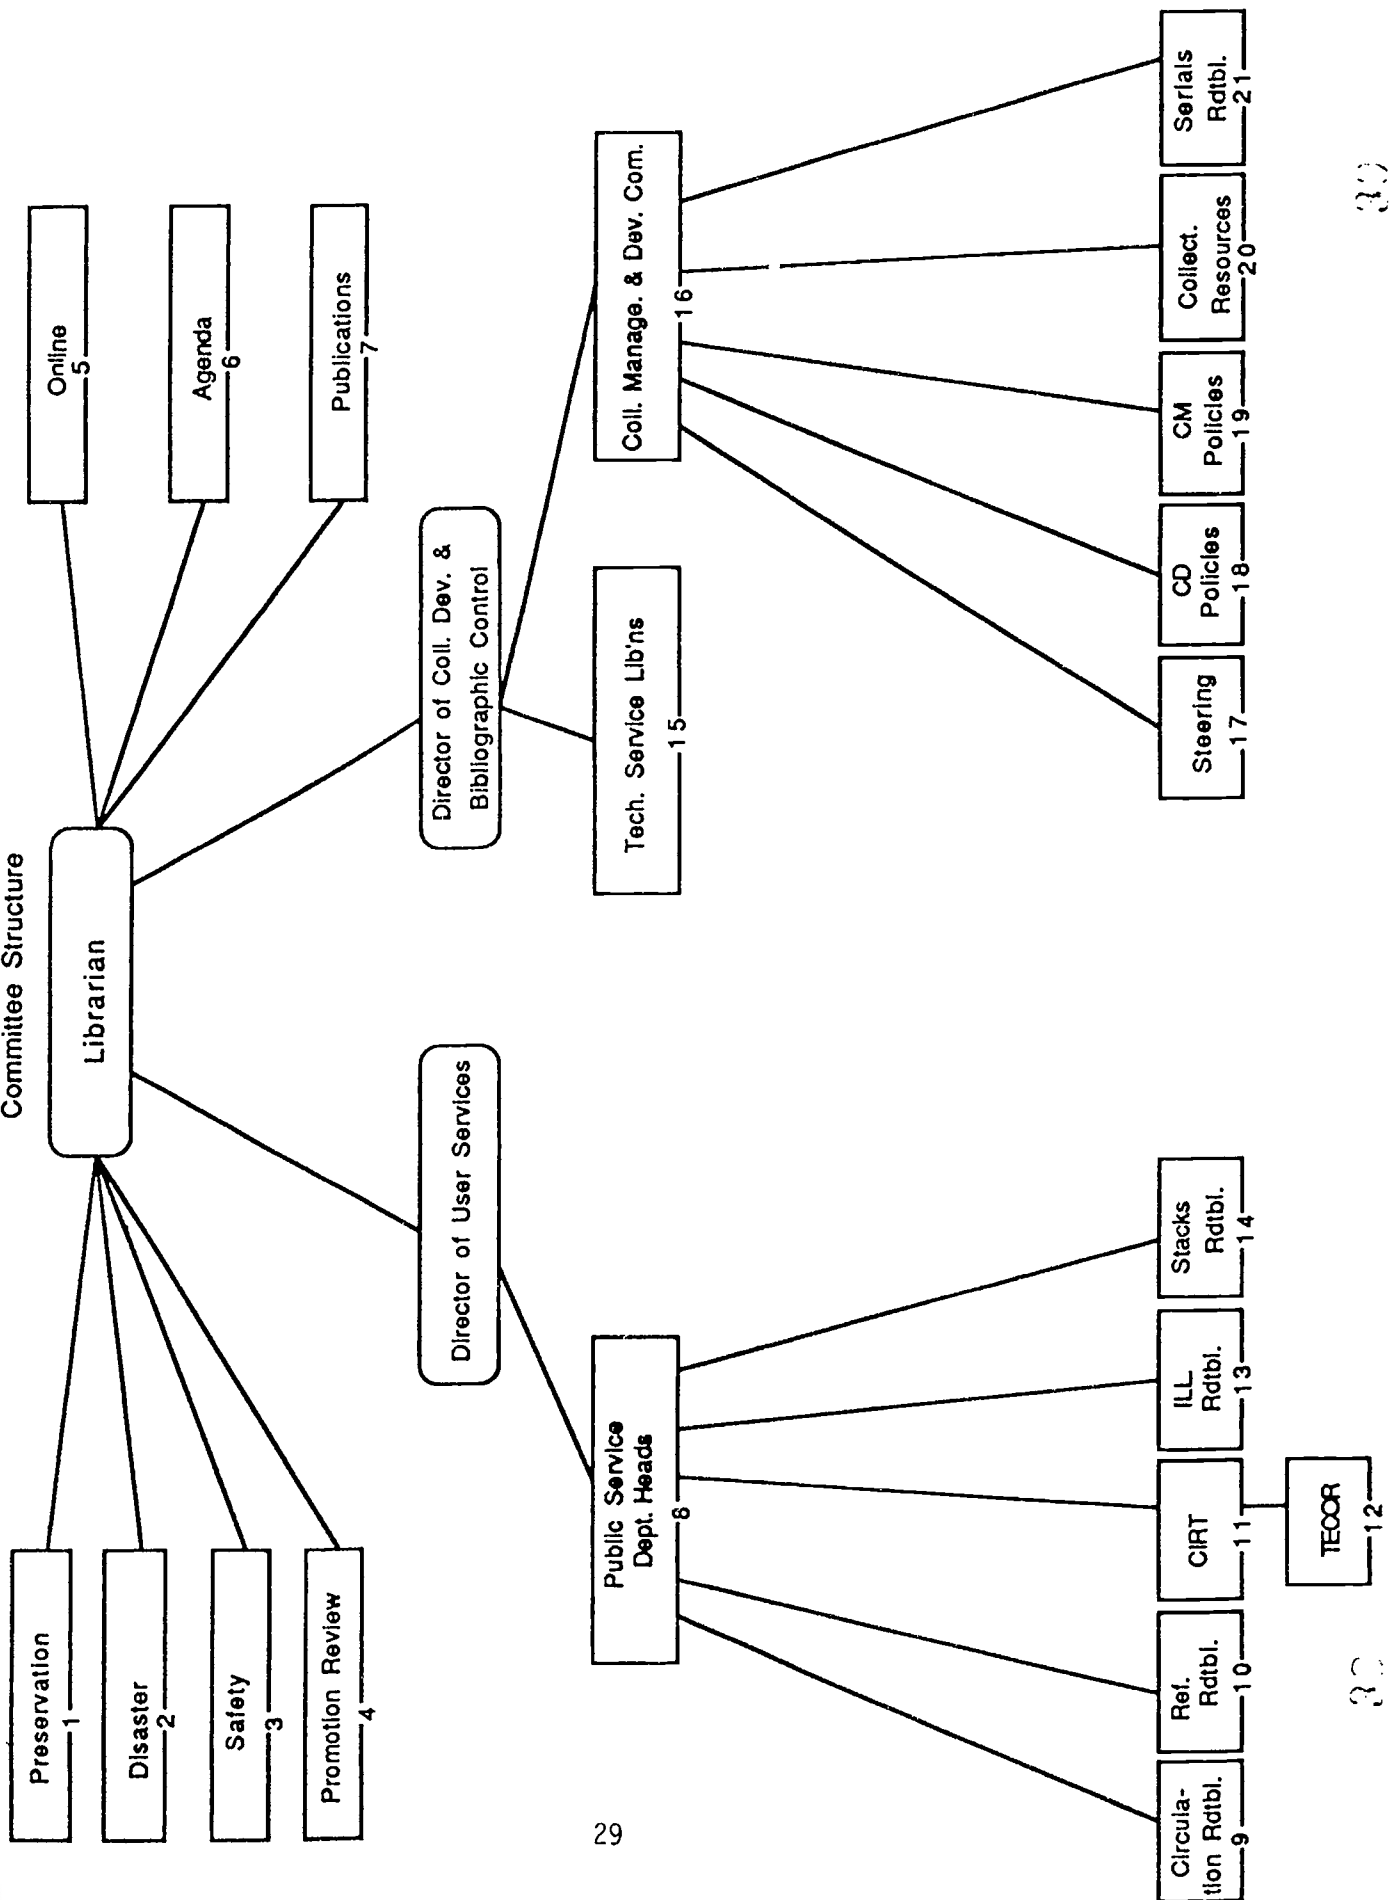 Committee Structure
Librarian
Preservation
1
Disaster
2
Safety
3
Promotion Review
4
Online
5
Agenda
6
Publications
7
Director of User Services
Director of Coll. Dev. &
Bibliographic Control
Public Service
Dept. Heads
8
Tech. Service Lib'ns
15
Coll. Manage. & Dev. Com.
16
Circula-
tion Rdtbl.
9
Ref.
Rdtbl.
10
CIRT
11
TECOR
12
ILL
Rdtbl.
13
Stacks
Rdtbl.
14
Steering
17
CD
Policies
18
CM
Policies
19
Collect.
Resources
20
Serials
Rdtbl.
21
29